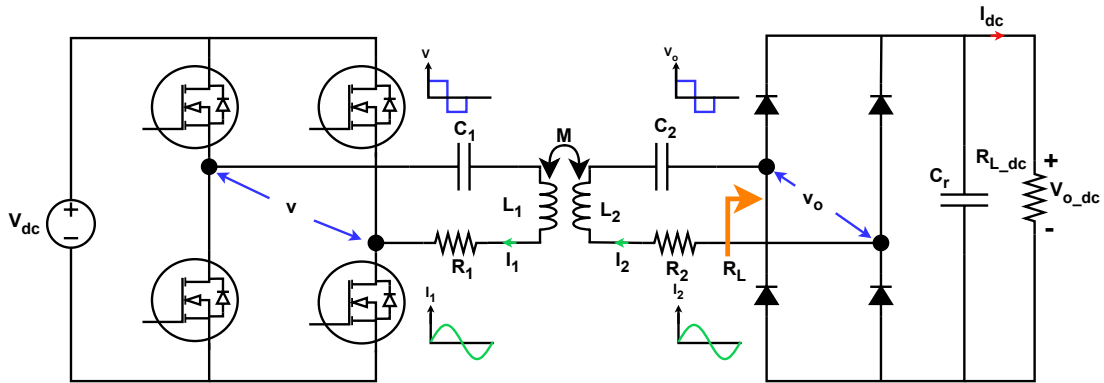 I_dc
V
V_o
C_1
M
C_2
R_L_dc
+
V_dc
+
−
v
L_1
L_2
v_o
C_r
V_o_dc
-
R_1
I_1
I_2
R_2
R_L
I_1
I_2